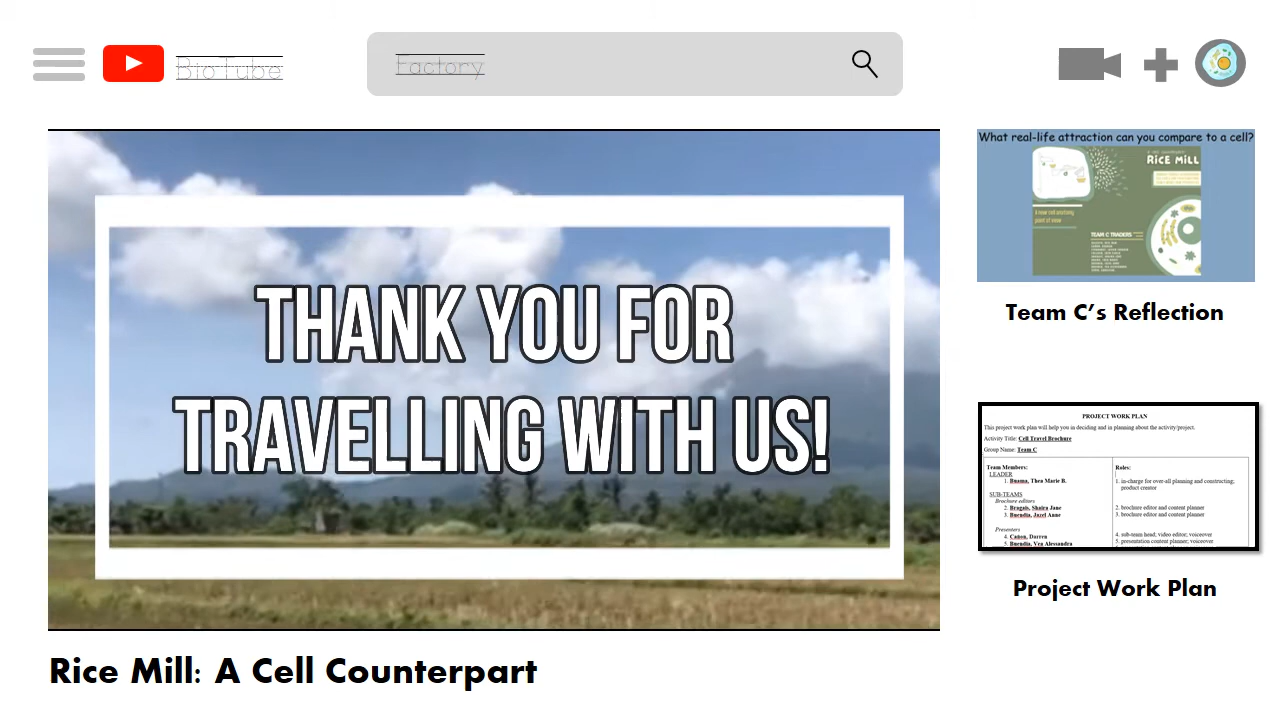 BioTube
Factory
THANK YOU FOR
TRAVELLING WITH US!
Rice Mill: A Cell Counterpart
What real-life attraction can you compare to a cell?
RICE MILL
TEAM C TRADERS
Team C’s Reflection
PROJECT WORK PLAN
This project work plan will help you in deciding and in planning about the activity/project.
Activity Title: Cell Travel Brochure
Group Name: Team C
Team Members:
LEADER
1. Buama, Thea Marie B.
SUB-TEAMS
Brochure editors
2. Bragais, Shaira Jane
3. Buendia, Jazel Anne
Presenters
4. Canon, Darren
5. Buendia, Vea Alessandra
Roles:
1. in-charge for over-all planning and constructing,
product creator
2. brochure editor and content planner
3. brochure editor and content planner
4. sub-team head; video editor; voiceover
5. presentation content planner; voiceover
Project Work Plan